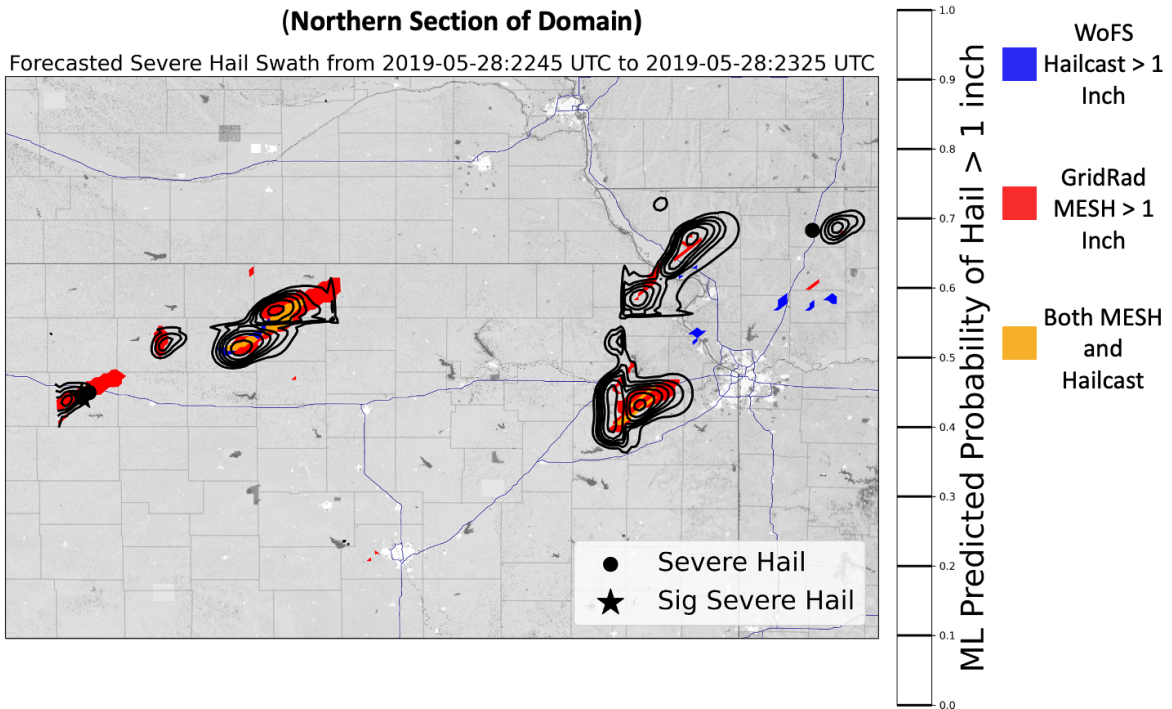 (Northern Section of Domain)
Forecasted Severe Hail Swath from 2019-05-28:2245 UTC to 2019-05-28:2325 UTC
Severe Hail
Sig Severe Hail
1.0
0.9
0.8
0.7
0.6
0.5
0.4
0.3
0.2
0.1
0.0
ML Predicted Probability of Hail > 1 inch
WoFS
Hailcast > 1
Inch
GridRad
MESH > 1
Inch
Both MESH
and
Hailcast